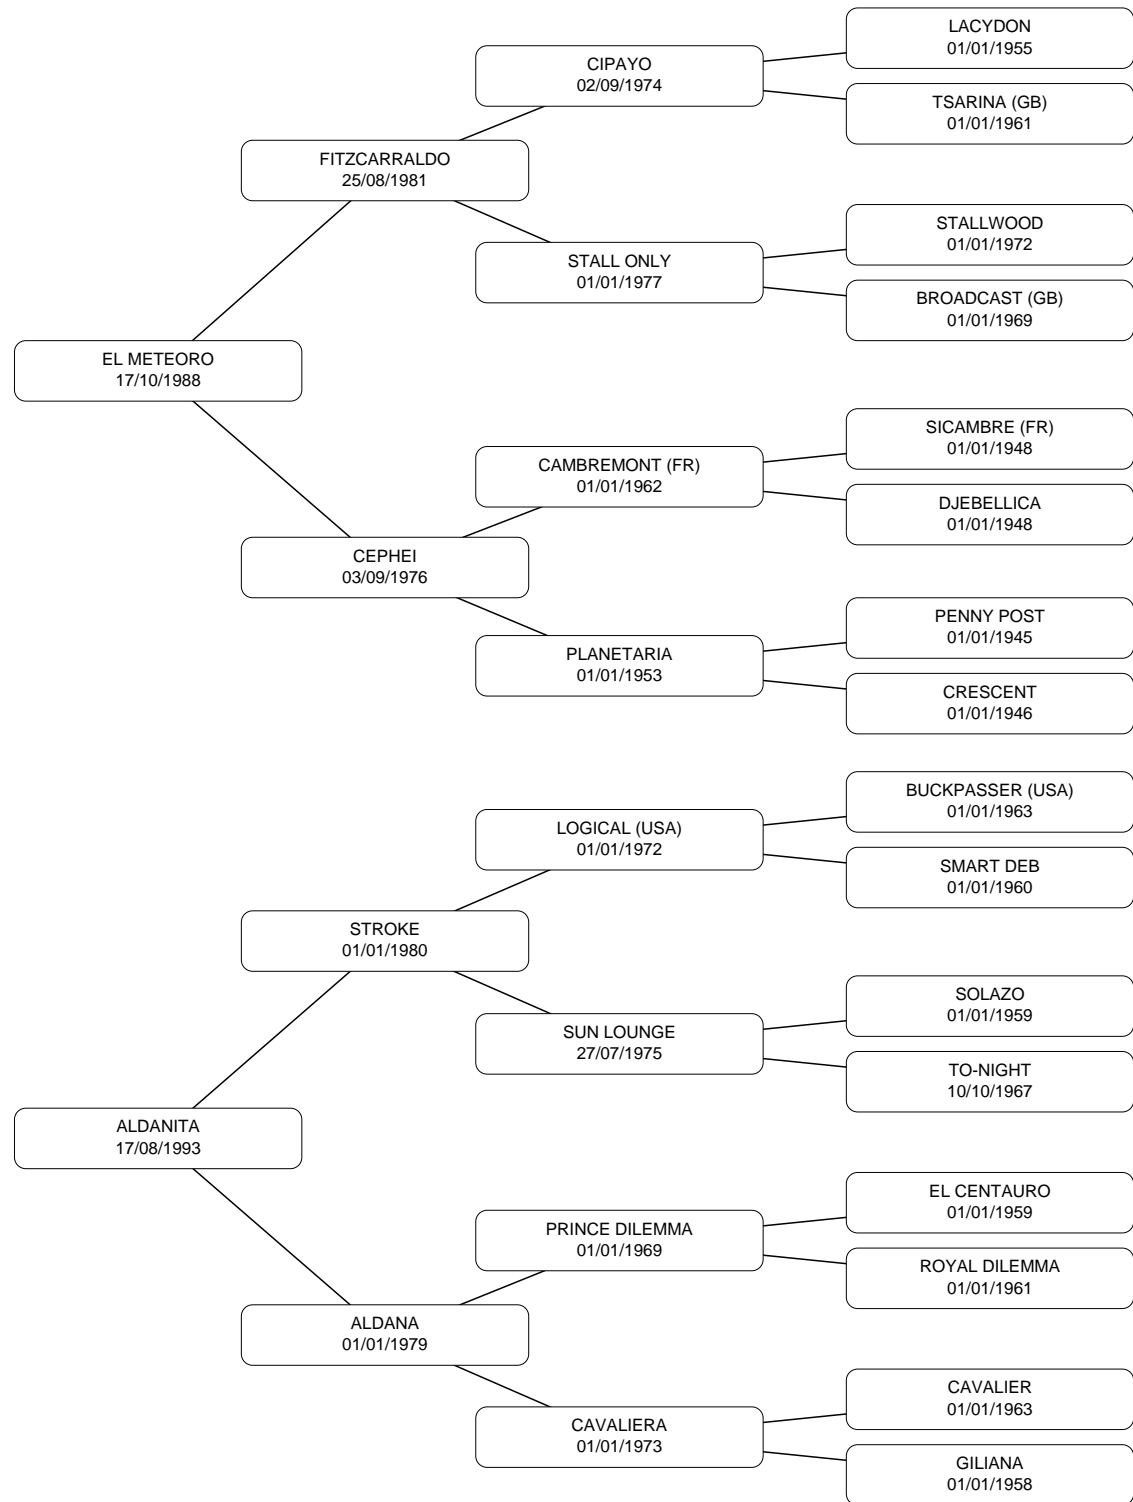 LACYDON
01/01/1955
CIPAYO
02/09/1974
TSARINA (GB)
01/01/1961
FITZCARRALDO
25/08/1981
STALLWOOD
01/01/1972
STALL ONLY
01/01/1977
BROADCAST (GB)
01/01/1969
EL METEORO
17/10/1988
SICAMBRE (FR)
01/01/1948
CAMBREMONT (FR)
01/01/1962
DJEBELLICA
01/01/1948
CEPHEI
03/09/1976
PENNY POST
01/01/1945
PLANETARIA
01/01/1953
CRESCENT
01/01/1946
BUCKPASSER (USA)
01/01/1963
LOGICAL (USA)
01/01/1972
SMART DEB
01/01/1960
STROKE
01/01/1980
SOLAZO
01/01/1959
SUN LOUNGE
27/07/1975
TO-NIGHT
10/10/1967
ALDANITA
17/08/1993
EL CENTAURO
01/01/1959
PRINCE DILEMMA
01/01/1969
ROYAL DILEMMA
01/01/1961
ALDANA
01/01/1979
CAVALIER
01/01/1963
CAVALIERA
01/01/1973
GILIANA
01/01/1958